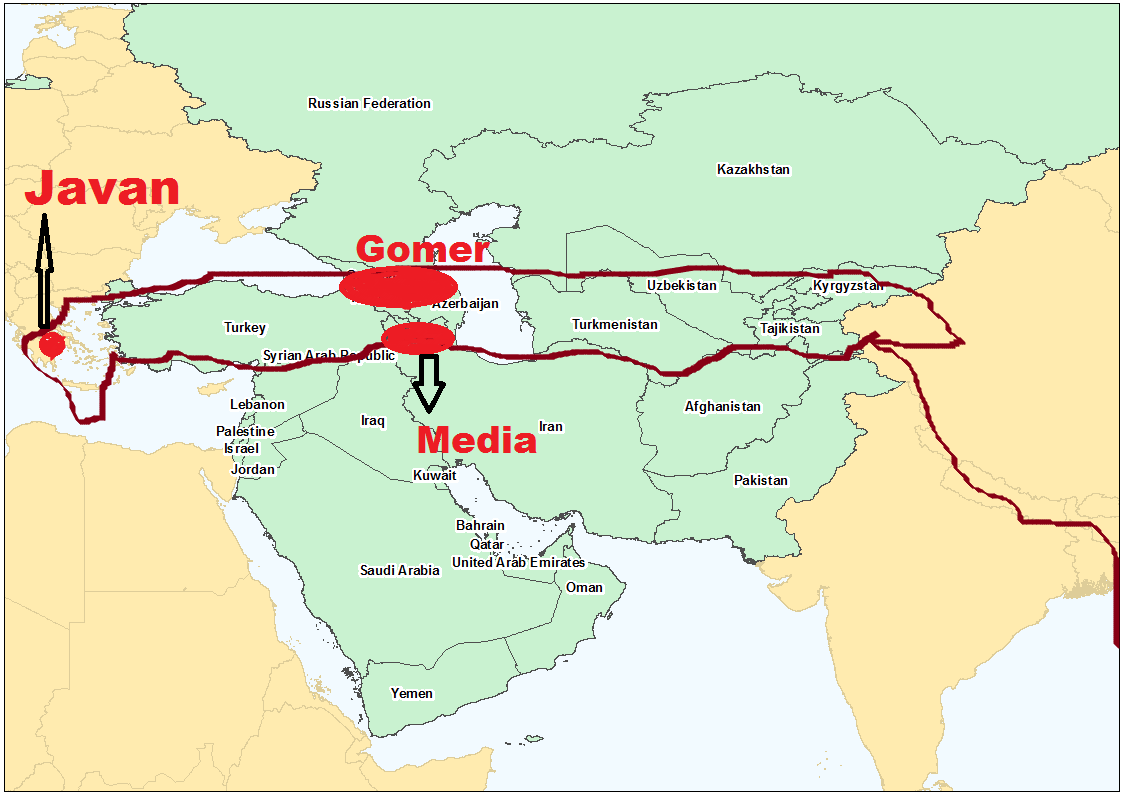 Russian Federation
Kazakhstan
Javan
Gomer
Uzbekistan
Kyrgyzstan
Azerbaijan
Turkey
Turkmenistan
Tajikistan
Syrian Arab Republic
Lebanon
Afghanistan
Iraq
Iran
Palestine
Media
Israel
Jordan
Kuwait
Pakistan
Bahrain
Qatar
United Arab Emirates
Saudi Arabia
Oman
Yemen